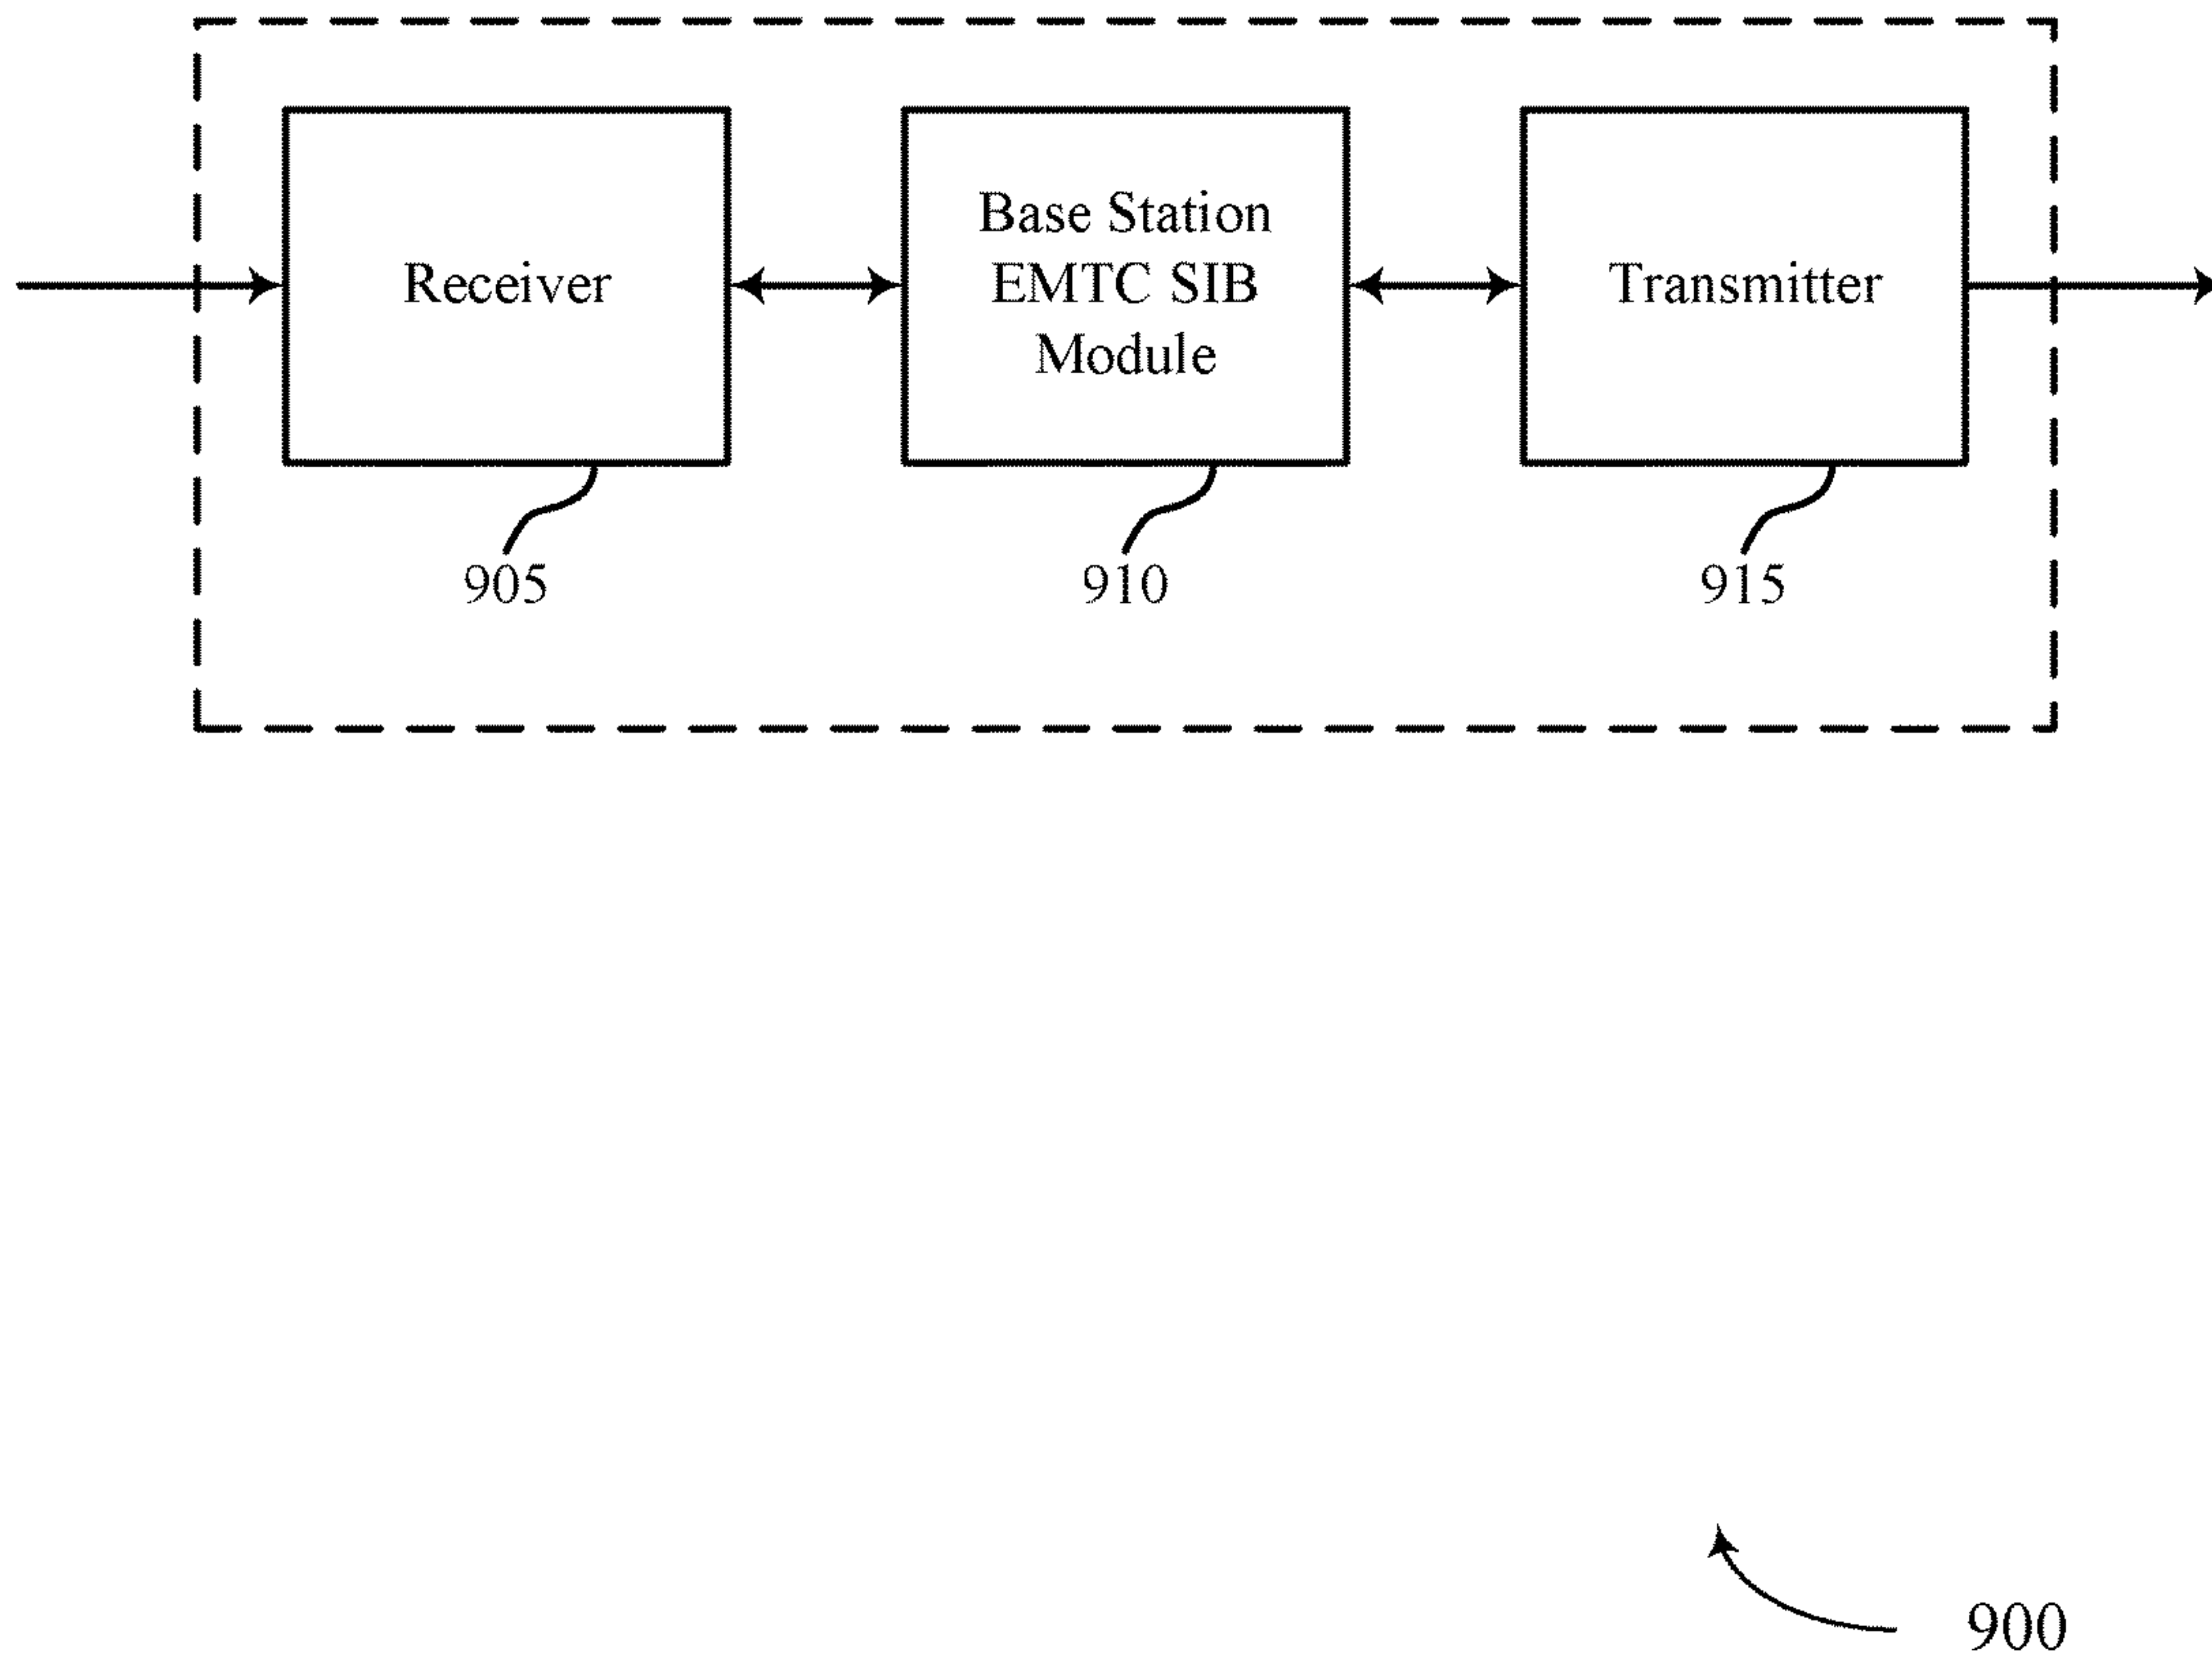 Receiver
Base Station
EMTC SIB
Module
Transmitter
905
910
915
900